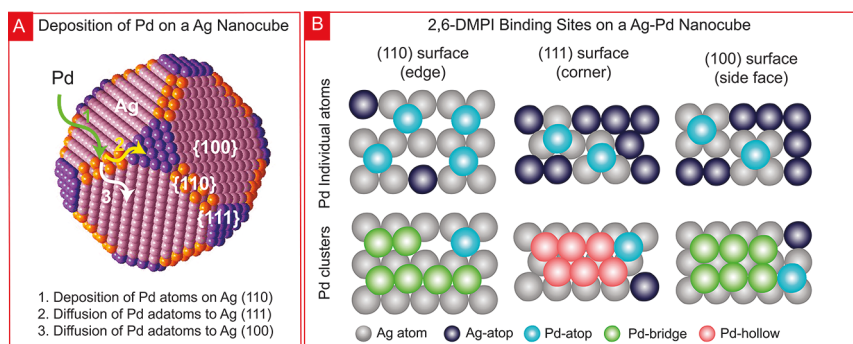 A
Deposition of Pd on a Ag Nanocube
Pd
Ag
1
2
3
{100}
{110}
{111}
1. Deposition of Pd atoms on Ag (110)
2. Diffusion of Pd adatoms to Ag (111)
3. Diffusion of Pd adatoms to Ag (100)
B
2,6-DMPI Binding Sites on a Ag-Pd Nanocube
(110) surface
(edge)
(111) surface
(corner)
(100) surface
(side face)
Pd Individual atoms
Pd clusters
Ag atom
Ag-atop
Pd-atop
Pd-bridge
Pd-hollow